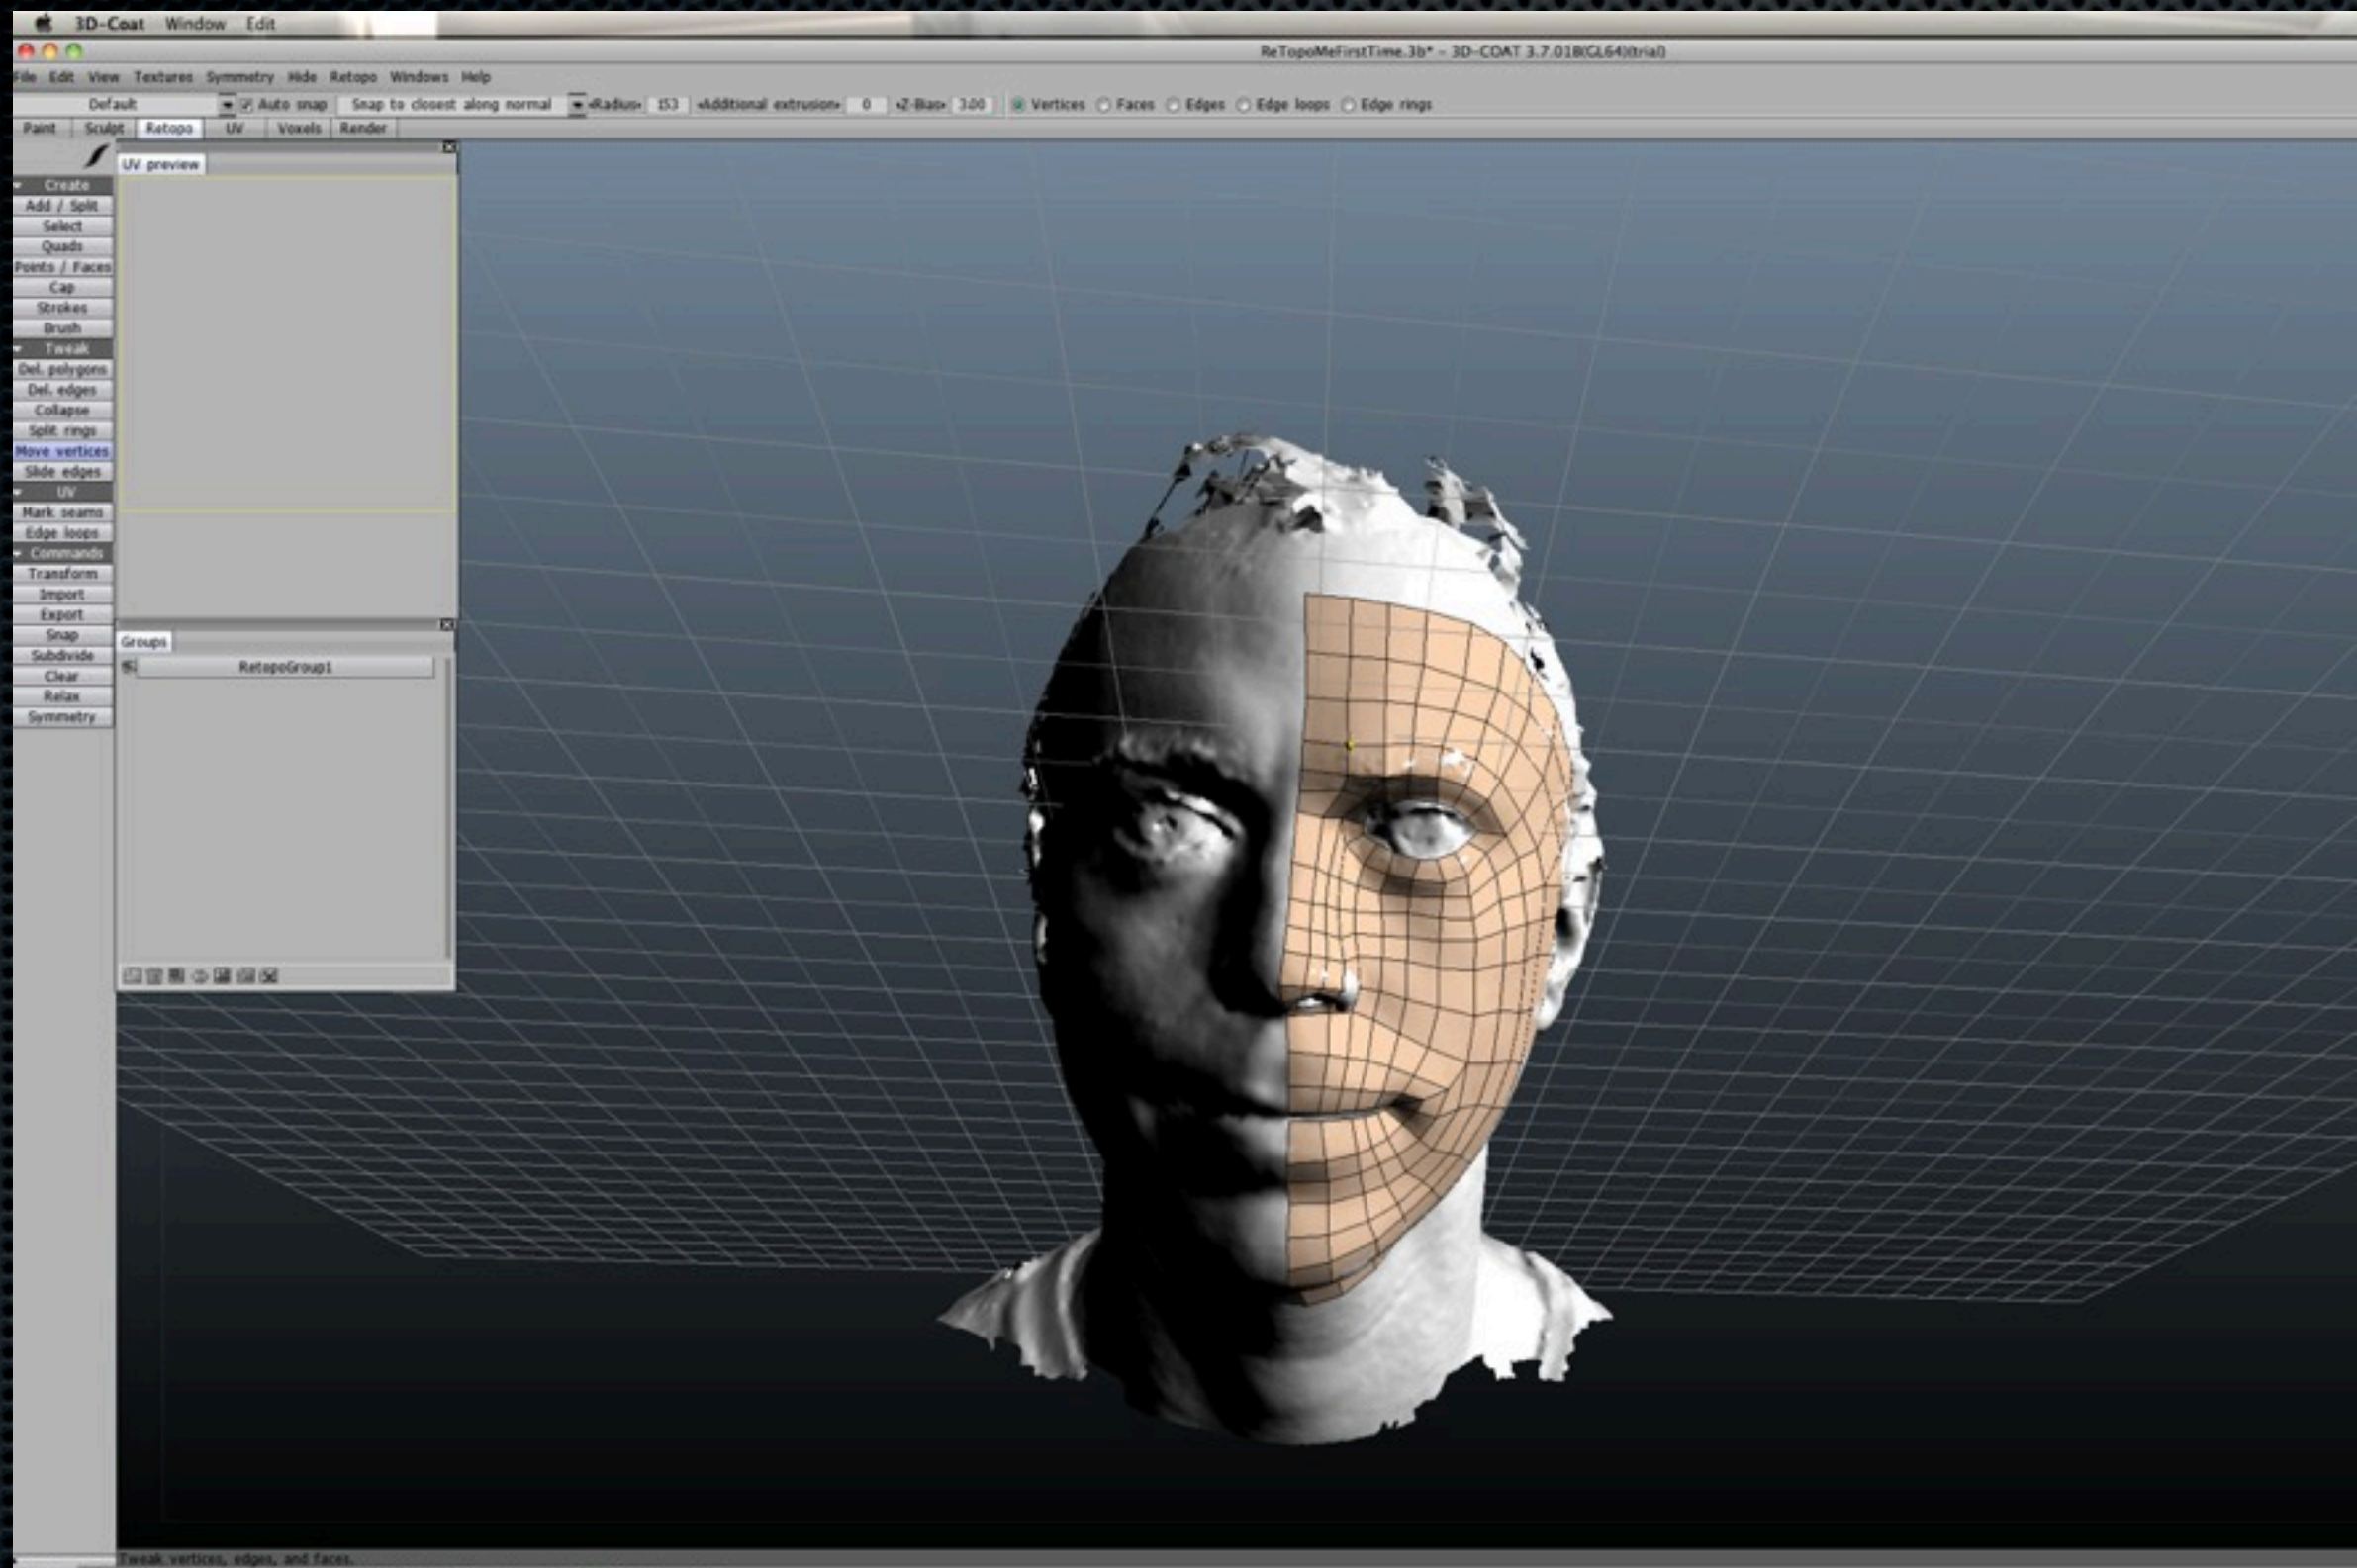 3D-Coat Window Edit
ReTopoMeFirstTime.3b* - 3D-COAT 3.7.01B(GL64)(trial)
File Edit View Textures Symmetry Hide Retopo Windows Help
Default Auto snap Snap to closest along normal Radius 153 Additional extrusion 0 Z-Bias 3.00 Vertices Faces Edges Edge loops Edge rings
Paint Sculpt Retopo UV Voxels Render
UV preview
Create
Add / Split
Select
Quads
Points / Faces
Cap
Strokes
Brush
Tweak
Del. polygons
Del. edges
Collapse
Split rings
Move vertices
Slide edges
UV
Mark seams
Edge loops
Commands
Transform
Import
Export
Snap
Subdivide
Clear
Relax
Symmetry
Groups
RetopoGroup1
Tweak vertices, edges, and faces.